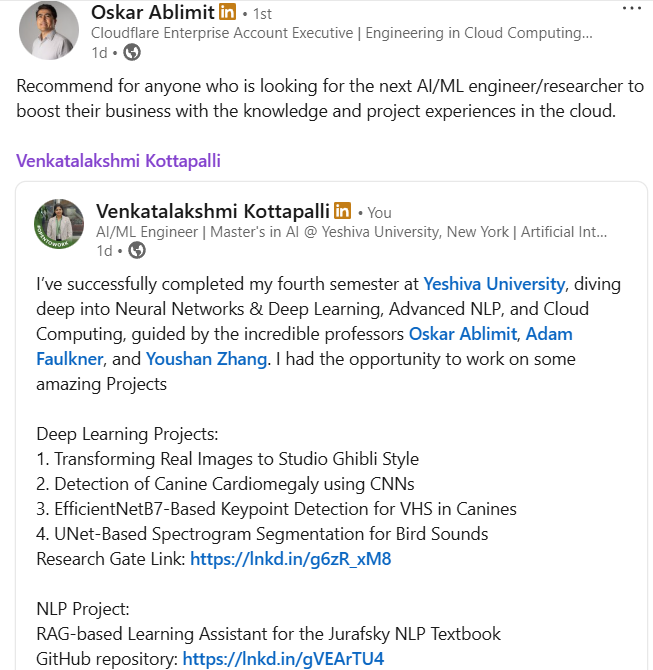 Oskar Ablimit in • 1st
Cloudflare Enterprise Account Executive | Engineering in Cloud Computing...
1d •
Recommend for anyone who is looking for the next AI/ML engineer/researcher to
boost their business with the knowledge and project experiences in the cloud.
Venkatalakshmi Kottapalli
#OPENTOWORK
Venkatalakshmi Kottapalli in • You
AI/ML Engineer | Master's in AI @ Yeshiva University, New York | Artificial Int...
1d •
I've successfully completed my fourth semester at Yeshiva University, diving
deep into Neural Networks & Deep Learning, Advanced NLP, and Cloud
Computing, guided by the incredible professors Oskar Ablimit, Adam
Faulkner, and Youshan Zhang. I had the opportunity to work on some
amazing Projects
Deep Learning Projects:
1. Transforming Real Images to Studio Ghibli Style
2. Detection of Canine Cardiomegaly using CNNs
3. EfficientNetB7-Based Keypoint Detection for VHS in Canines
4. UNet-Based Spectrogram Segmentation for Bird Sounds
Research Gate Link: https://lnkd.in/g6zR_xM8
NLP Project:
RAG-based Learning Assistant for the Jurafsky NLP Textbook
GitHub repository: https://lnkd.in/gVEArTU4